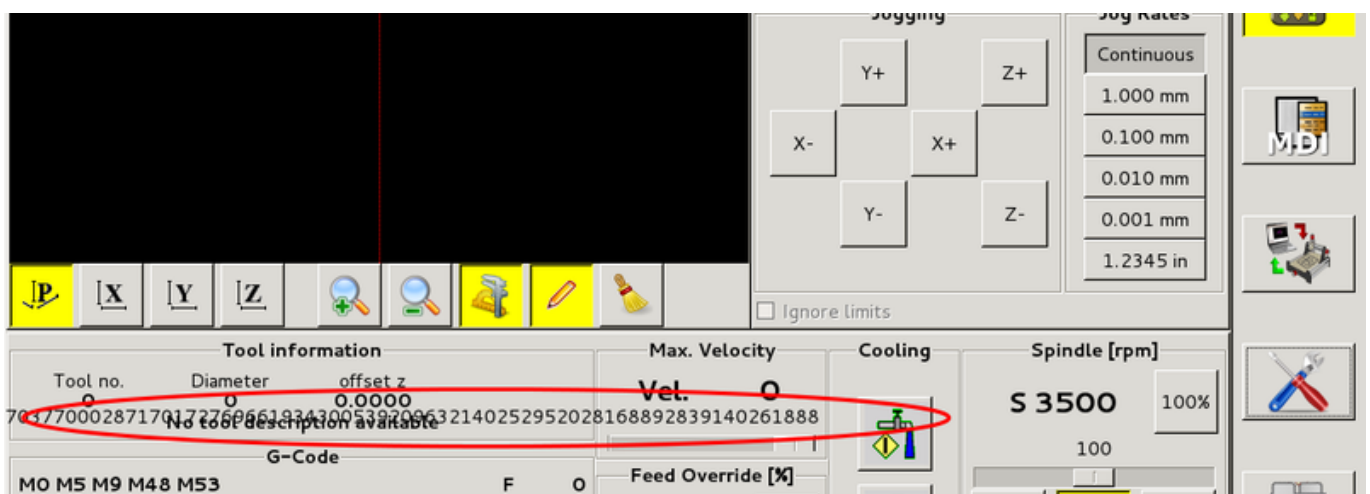 Jogging
Jog Rates
Continuous
Y+
Z+
1.000 mm
0.100 mm
X-
X+
MDI
0.010 mm
Y-
Z-
0.001 mm
1.2345 in
P
X
Y
Z
Ignore limits
Tool information
Max. Velocity
Cooling
Spindle [rpm]
Tool no.
Diameter
offset z
0
0
0.0000
Vel.
0
S 3500
100%
No tool description available
100
G-Code
M0 M5 M9 M48 M53
F
0
Feed Override [%]